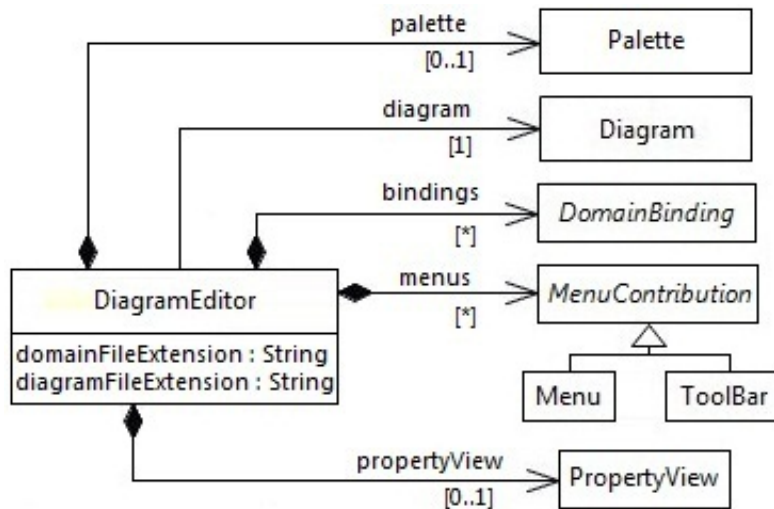 palette
[0..1]
Palette
diagram
[1]
Diagram
bindings
[*]
DomainBinding
DiagramEditor
domainFileExtension : String
diagramFileExtension : String
menus
[*]
MenuContribution
Menu
ToolBar
propertyView
[0..1]
PropertyView